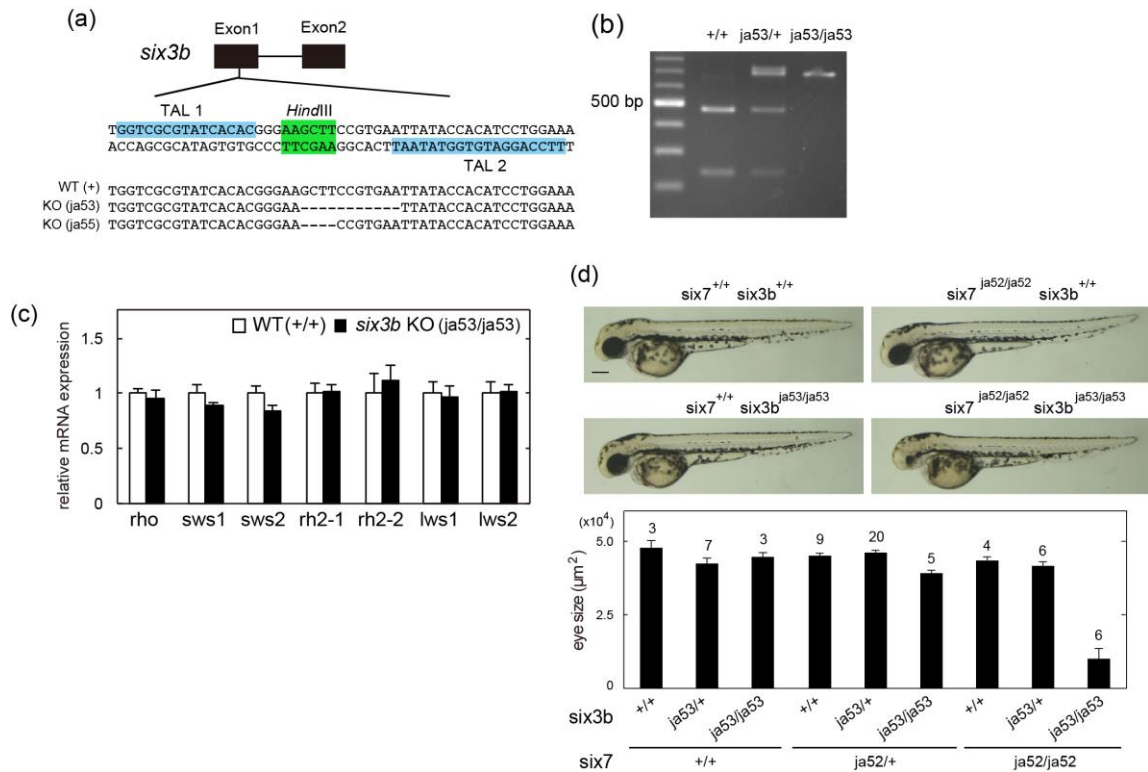 (a)
Exon1 Exon2
six3b
TAL 1 HindIII
TGGTCGCGTATCACACGGGAAGCTTCCGTGAATTATACCACATCCTGGAAA
ACCAGCGCATAGTGTGCCCTTCGAAGGCACTTAATATGGTGTAGGACCTTT
TAL 2
WT (+) TGGTCGCGTATCACACGGGAAGCTTCCGTGAATTATACCACATCCTGGAAA
KO (ja53) TGGTCGCGTATCACACGGGAA-----------TTATACCACATCCTGGAAA
KO (ja55) TGGTCGCGTATCACACGGGAA----CCGTGAATTATACCACATCCTGGAAA
(b)
+/+ ja53/+ ja53/ja53
500 bp
(c)
WT(+/+) six3b KO (ja53/ja53)
relative mRNA expression
1.5
1
0.5
0
rho sws1 sws2 rh2-1 rh2-2 lws1 lws2
(d)
six7+/+ six3b+/+ six7ja52/ja52 six3b+/+
six7+/+ six3bja53/ja53 six7ja52/ja52 six3bja53/ja53
(x10⁴)
eye size (µm²)
5.0
2.5
0
3 7 3 9 20 5 4 6 6
six3b +/+ ja53/+ ja53/ja53 +/+ ja53/+ ja53/ja53 +/+ ja53/+ ja53/ja53
six7 +/+ ja52/+ ja52/ja52